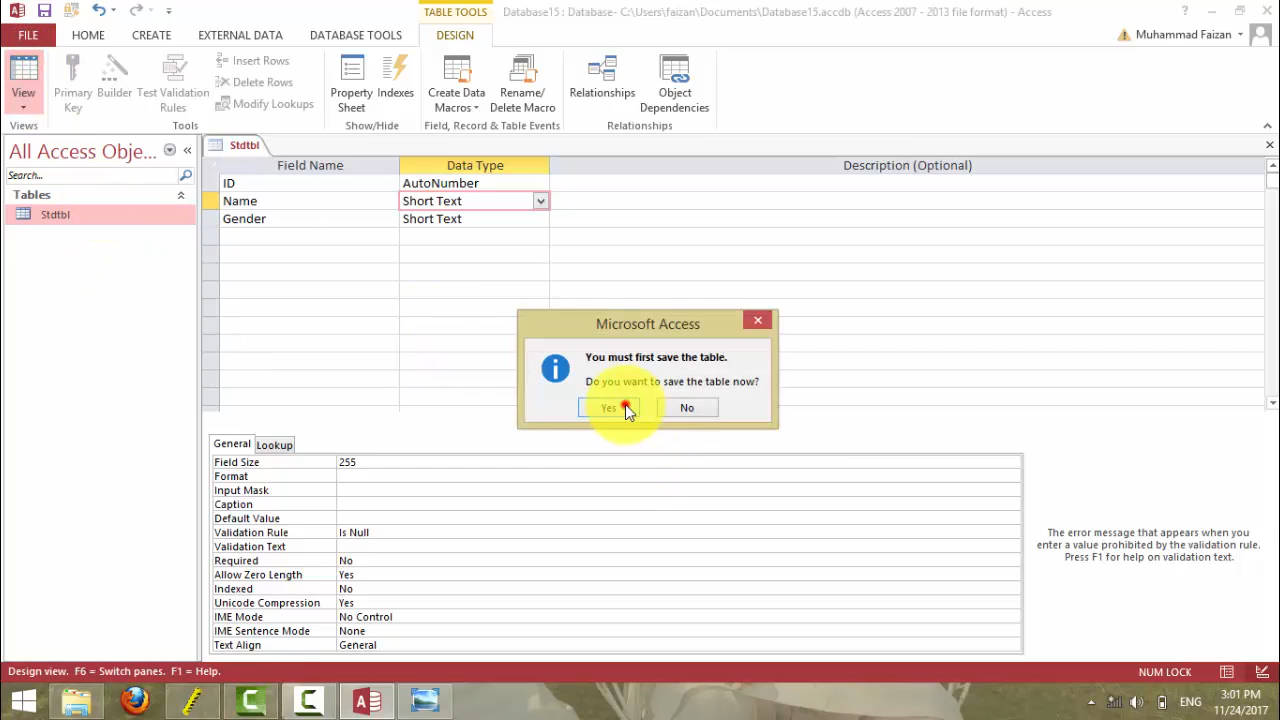 TABLE TOOLS
Database15 : Database- C:\Users\faizan\Documents\Database15.accdb (Access 2007 - 2013 file format) - Access
FILE HOME CREATE EXTERNAL DATA DATABASE TOOLS DESIGN
Muhammad Faizan
View
Primary Key
Builder
Test Validation Rules
Insert Rows
Delete Rows
Modify Lookups
Property Sheet
Indexes
Create Data Macros
Rename/ Delete Macro
Relationships
Object Dependencies
Views Tools Show/Hide Field, Record & Table Events Relationships
All Access Obje...
Search...
Tables
Stdtbl
Stdtbl
Field Name Data Type Description (Optional)
ID AutoNumber
Name Short Text
Gender Short Text
Microsoft Access
You must first save the table.
Do you want to save the table now?
Yes No
General Lookup
Field Size 255
Format
Input Mask
Caption
Default Value
Validation Rule Is Null
Validation Text
Required No
Allow Zero Length Yes
Indexed No
Unicode Compression Yes
IME Mode No Control
IME Sentence Mode None
Text Align General
The error message that appears when you
enter a value prohibited by the validation rule.
Press F1 for help on validation text.
Design view. F6 = Switch panes. F1 = Help.
NUM LOCK
ENG
3:01 PM
11/24/2017